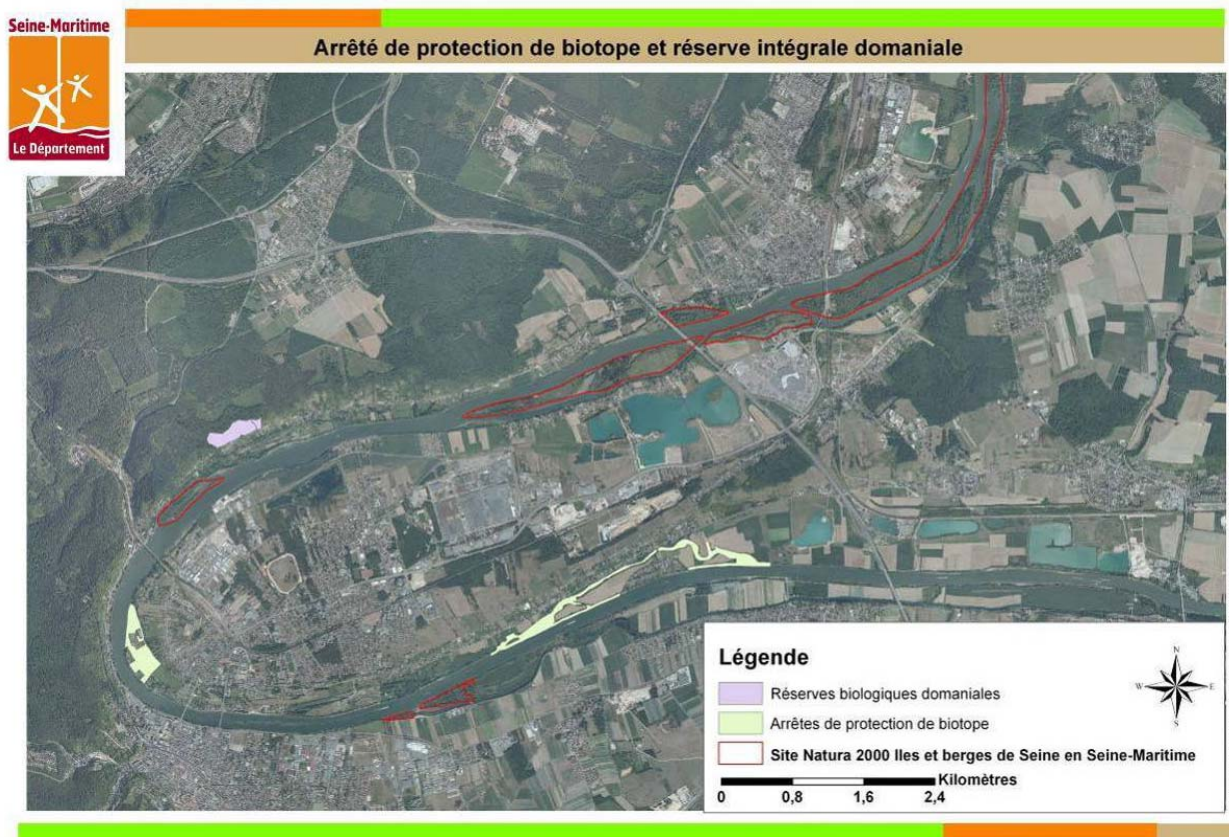 Seine-Maritime
Le Département
Arrêté de protection de biotope et réserve intégrale domaniale
Légende
Réserves biologiques domaniales
Arrêtes de protection de biotope
Site Natura 2000 Iles et berges de Seine en Seine-Maritime
Kilomètres
0 0,8 1,6 2,4
N
W E
S